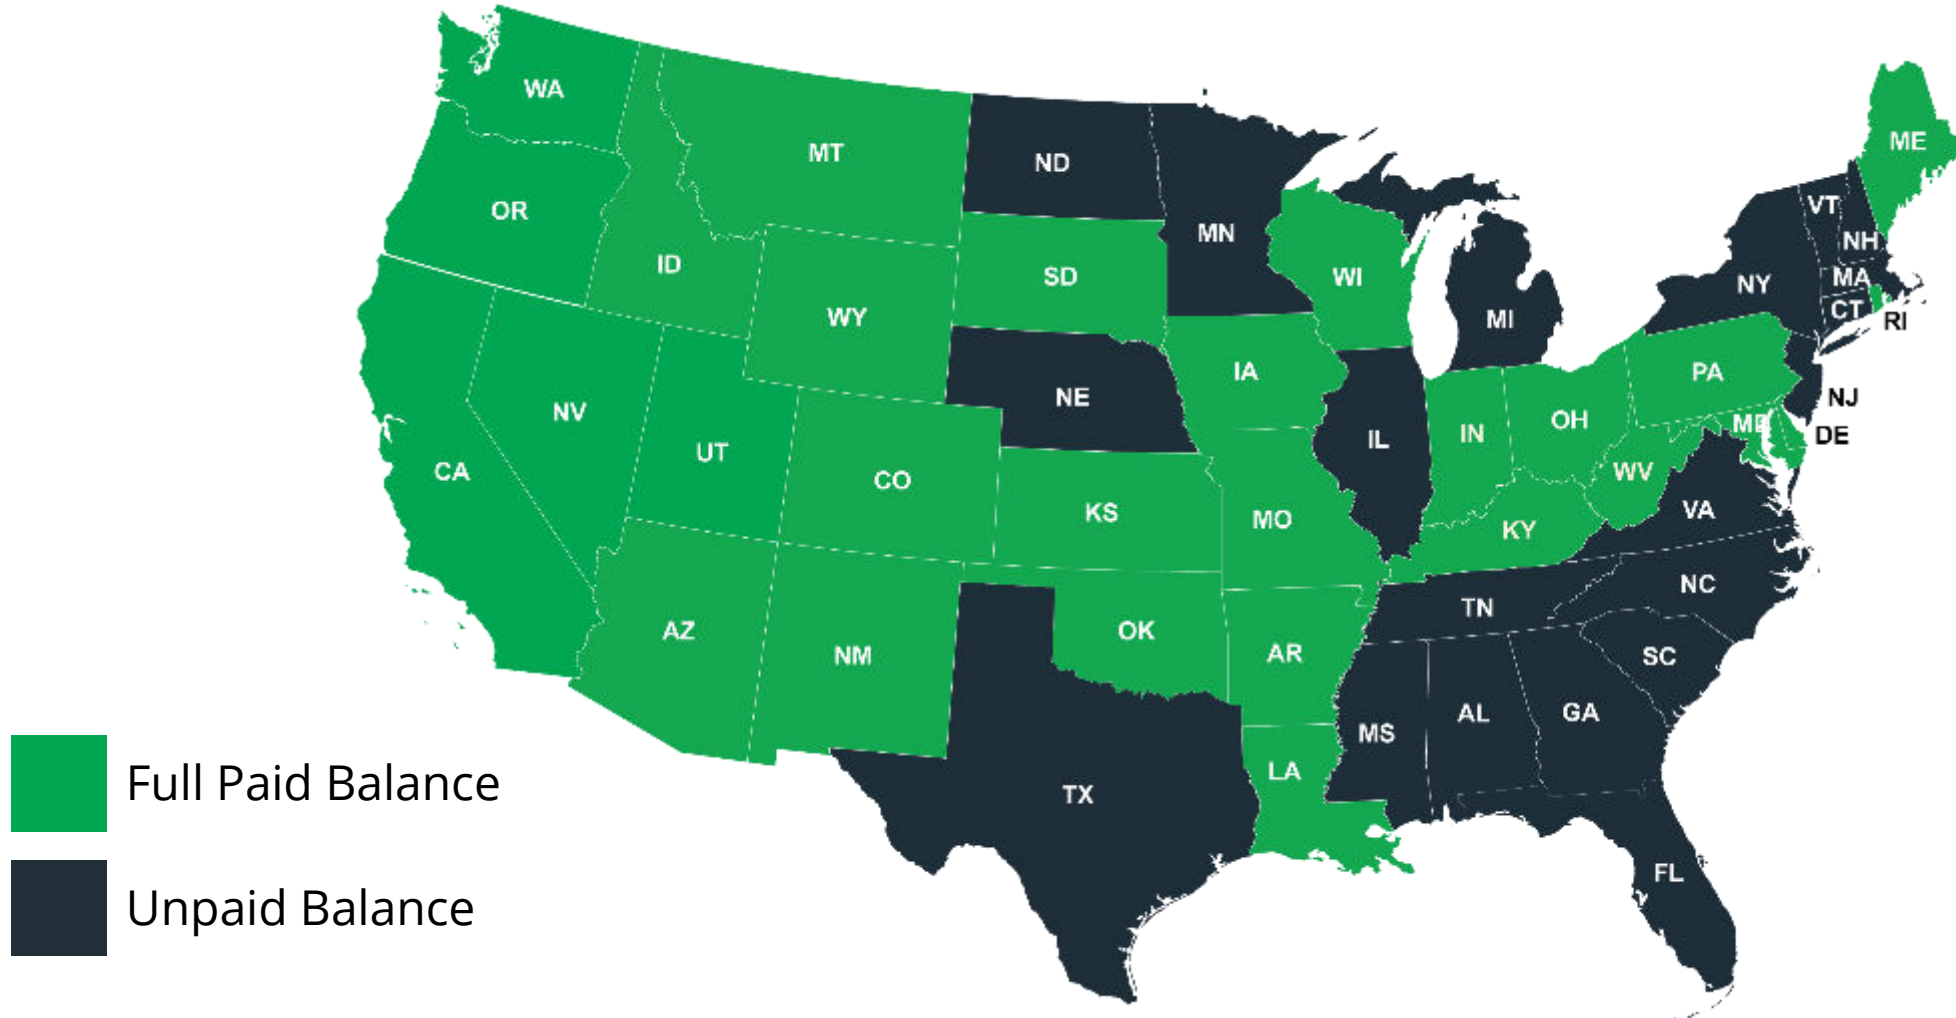 WA
MT
ND
ME
OR
VT
MN
NH
ID
SD
WI
MA
NY
WY
CT
MI
RI
IA
PA
NE
NJ
NV
OH
MD
IN
DE
IL
UT
CA
WV
CO
KS
VA
MO
KY
NC
TN
AZ
OK
NM
AR
SC
AL
GA
MS
LA
Full Paid Balance
TX
FL
Unpaid Balance